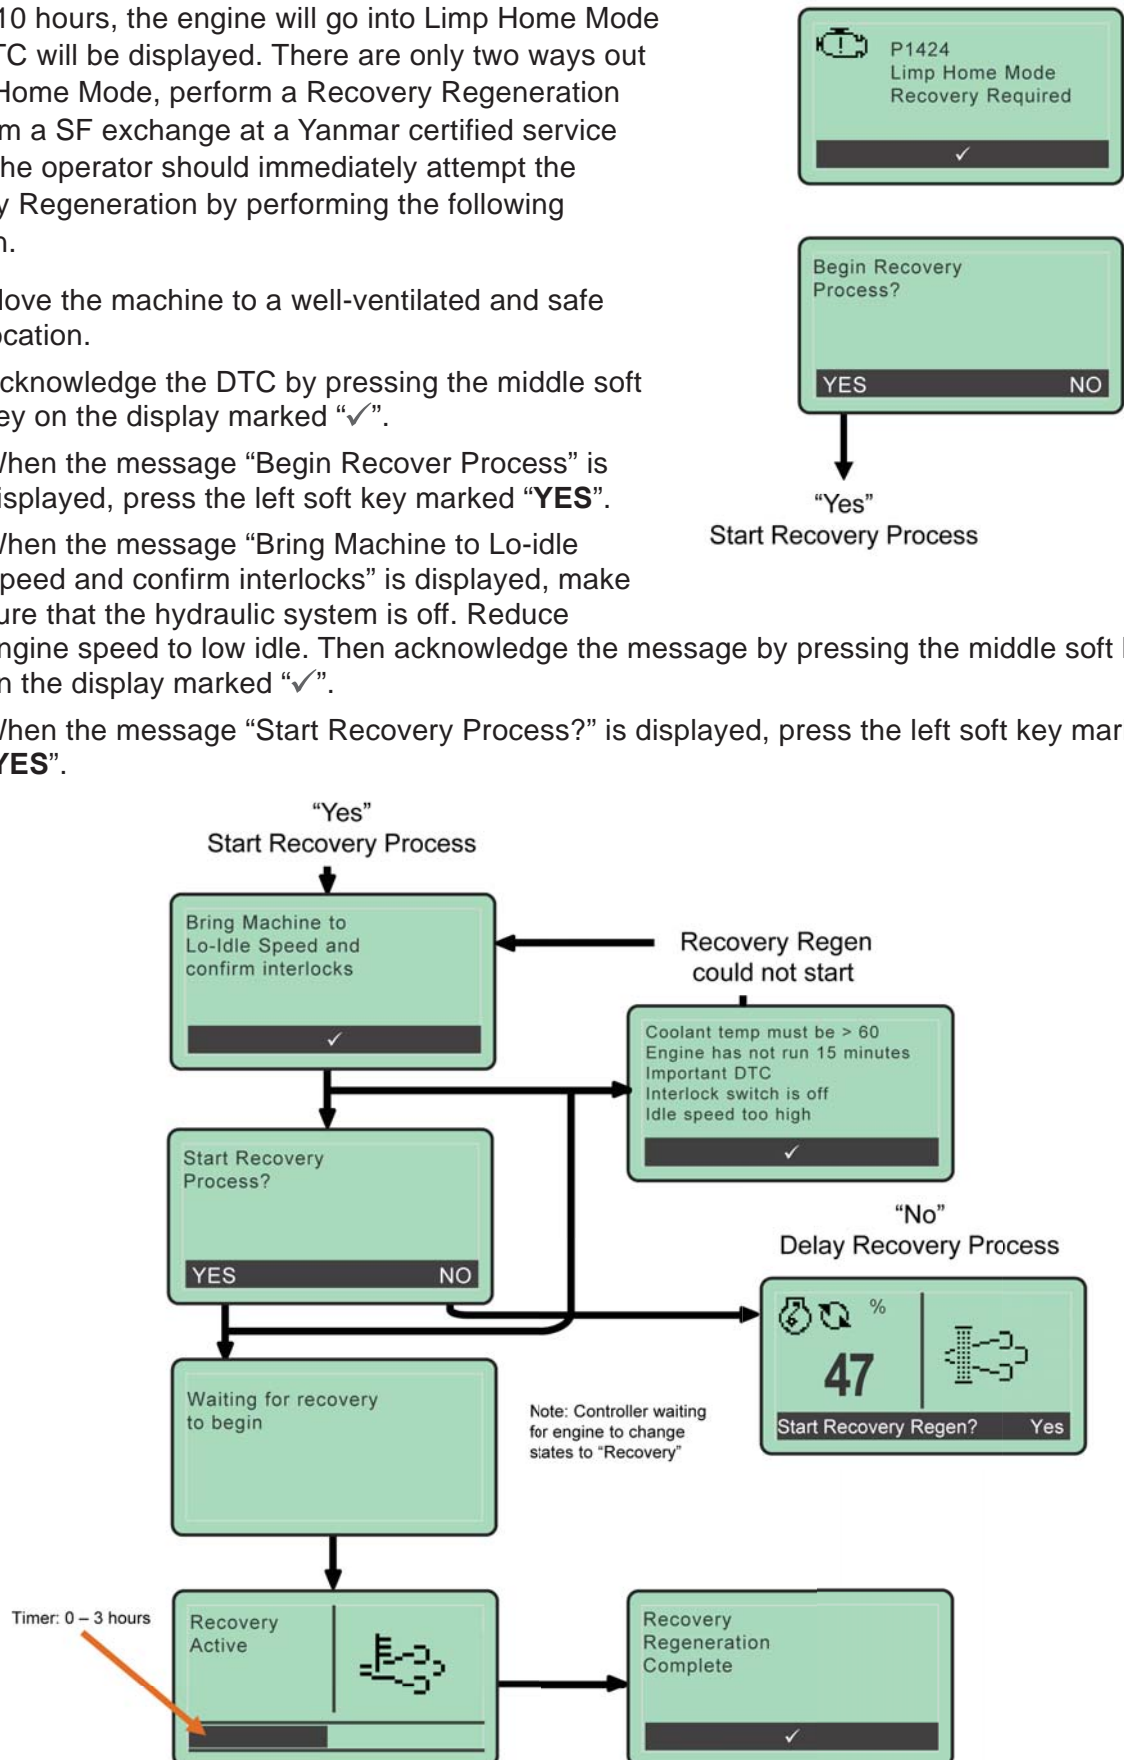 10 hours, the engine will go into Limp Home Mode
TC will be displayed. There are only two ways out
Home Mode, perform a Recovery Regeneration
m a SF exchange at a Yanmar certified service
he operator should immediately attempt the
y Regeneration by performing the following
n.
love the machine to a well-ventilated and safe
ocation.
cknowledge the DTC by pressing the middle soft
ey on the display marked “✓”.
When the message “Begin Recover Process” is
isplayed, press the left soft key marked “YES”.
When the message “Bring Machine to Lo-idle
peed and confirm interlocks” is displayed, make
ure that the hydraulic system is off. Reduce
ngine speed to low idle. Then acknowledge the message by pressing the middle soft
n the display marked “✓”.
When the message “Start Recovery Process?” is displayed, press the left soft key mar
YES”.
P1424
Limp Home Mode
Recovery Required
✓
Begin Recovery
Process?
YES NO
“Yes”
Start Recovery Process
“Yes”
Start Recovery Process
Bring Machine to
Lo-Idle Speed and
confirm interlocks
✓
Recovery Regen
could not start
Coolant temp must be > 60
Engine has not run 15 minutes
Important DTC
Interlock switch is off
Idle speed too high
✓
Start Recovery
Process?
YES NO
“No”
Delay Recovery Process
%
47
Start Recovery Regen? Yes
Waiting for recovery
to begin
Note: Controller waiting
for engine to change
states to “Recovery”
Timer: 0 – 3 hours
Recovery
Active
Recovery
Regeneration
Complete
✓